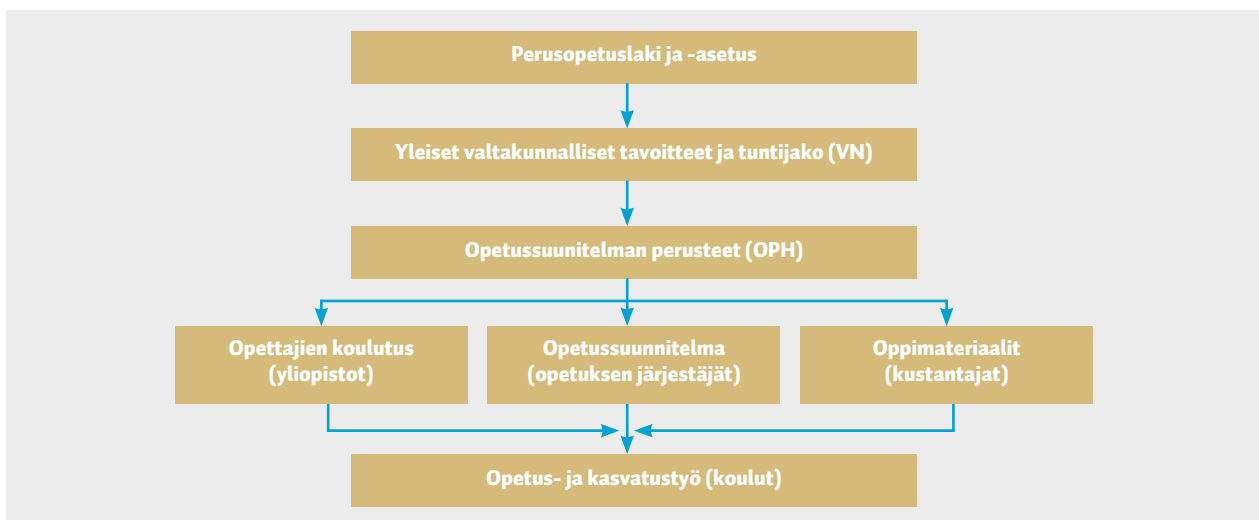 Perusopetuslaki ja -asetus
Yleiset valtakunnalliset tavoitteet ja tuntijako (VN)
Opetussuunitelman perusteet (OPH)
Opettajien koulutus
(yliopistot)
Opetussuunnitelma
(opetuksen järjestäjät)
Oppimateriaalit
(kustantajat)
Opetus- ja kasvatustyö (koulut)